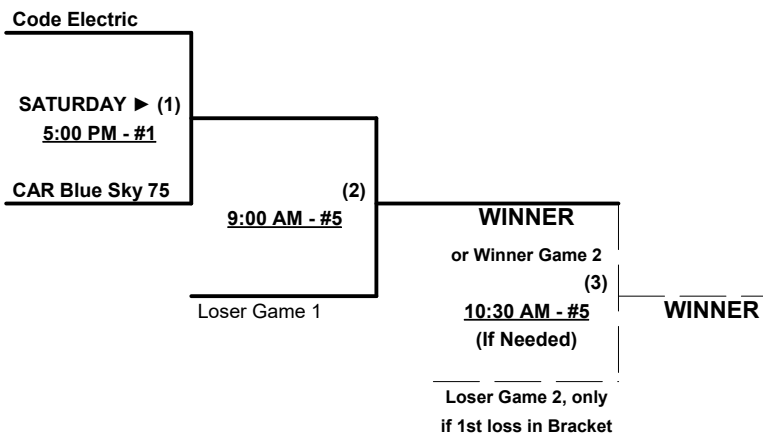 Code Electric
SATURDAY ► (1)
5:00 PM - #1
CAR Blue Sky 75
(2)
9:00 AM - #5
Loser Game 1
WINNER
or Winner Game 2
(3)
10:30 AM - #5
(If Needed)
WINNER
Loser Game 2, only
if 1st loss in Bracket